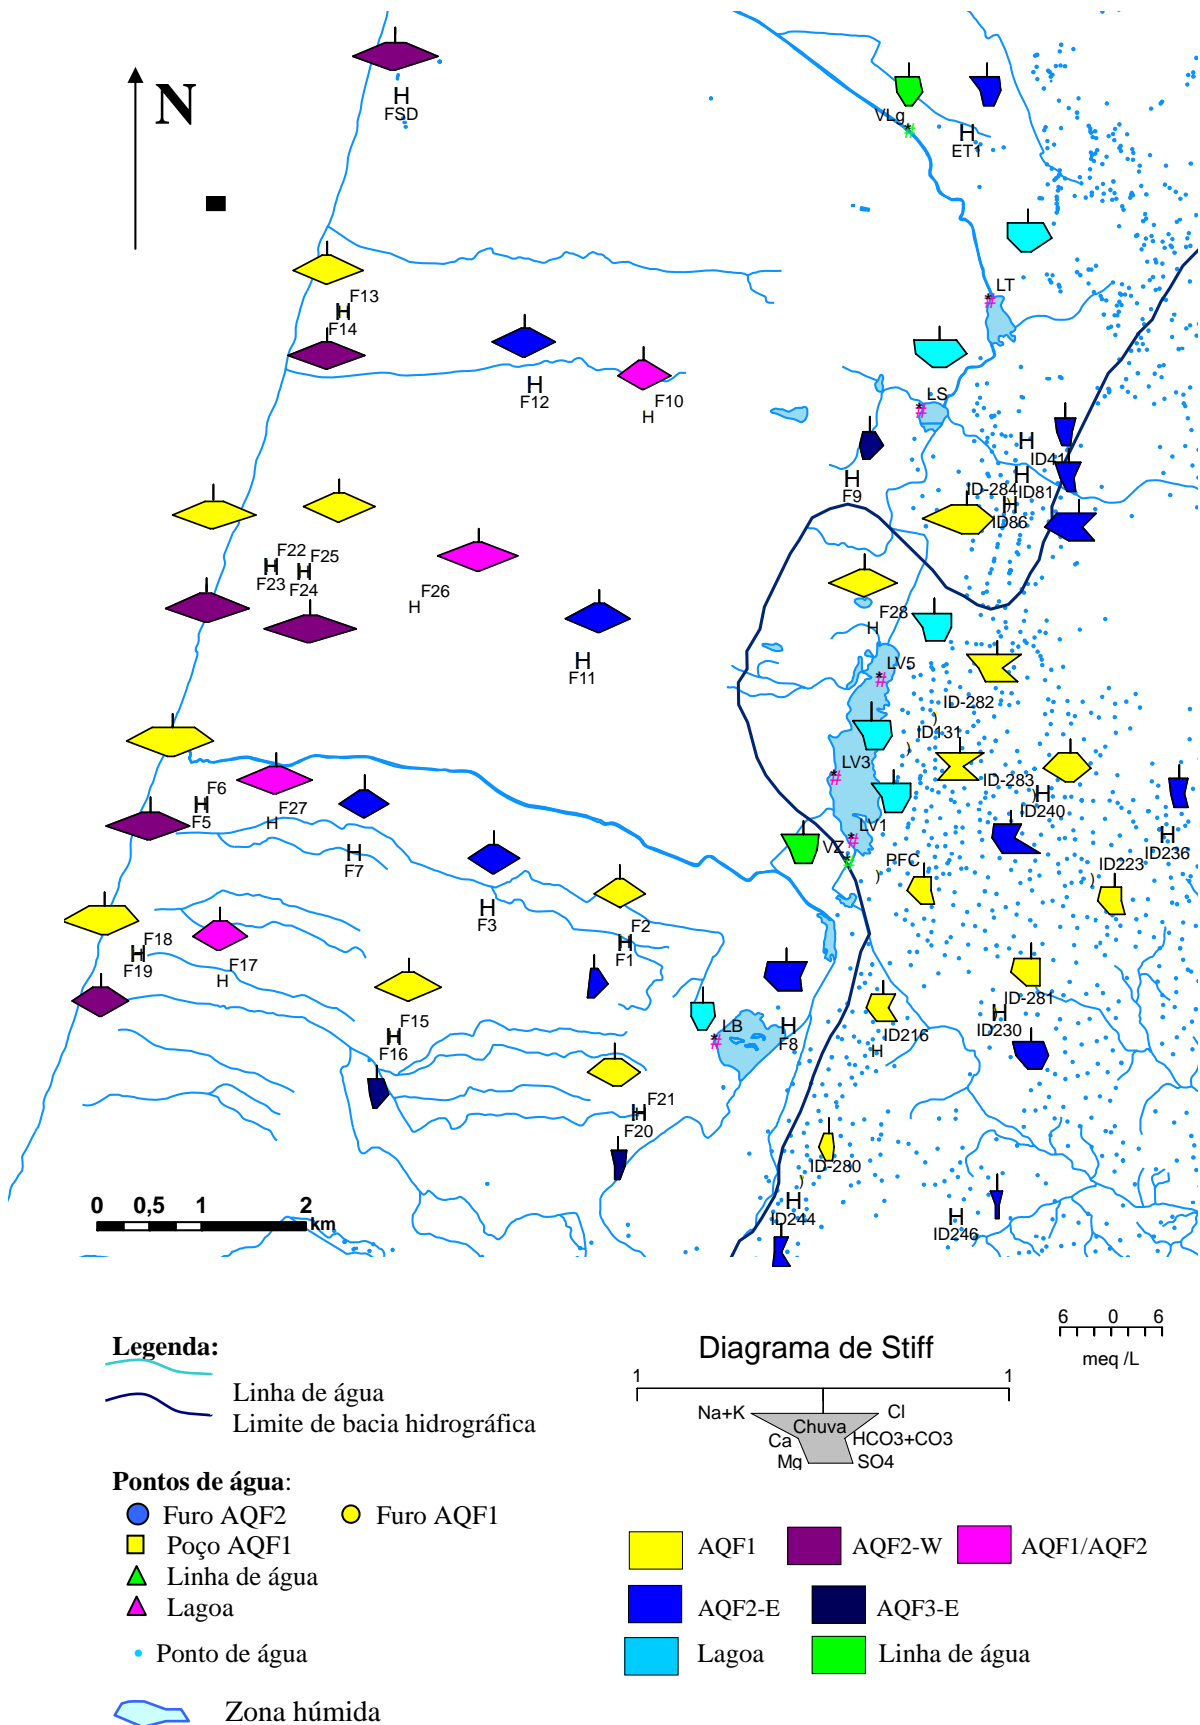 N
FSD
VLg
ET1
LT
F13
F14
F12
F10
LS
ID41
F9
ID-284
ID81
ID86
F22
F25
F23
F24
F26
F28
F11
LV5
ID-282
ID131
LV3
ID-283
ID240
F6
F5
F27
LV1
VZ
PFC
ID236
F7
ID223
F3
F2
F1
F18
F19
F17
ID-281
F15
F16
LB
F8
ID216
ID230
F21
F20
ID-280
ID244
ID246
0 0,5 1 2
km
6 0 6
meq /L
Legenda:
Linha de água
Limite de bacia hidrográfica
Diagrama de Stiff
1 1
Na+K Cl
Chuva
Ca HCO3+CO3
Mg SO4
Pontos de água:
Furo AQF2 Furo AQF1
Poço AQF1
Linha de água
Lagoa
Ponto de água
Zona húmida
AQF1 AQF2-W AQF1/AQF2
AQF2-E AQF3-E
Lagoa Linha de água